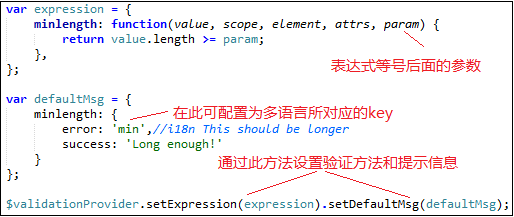 var expression = {
minlength: function(value, scope, element, attrs, param) {
return value.length >= param;
},
};
表达式等号后面的参数
var defaultMsg = {
minlength: {
在此可配置为多语言所对应的key
error: 'min',//i18n This should be longer
success: 'Long enough!'
}
};
通过此方法设置验证方法和提示信息
$validationProvider.setExpression(expression).setDefaultMsg(defaultMsg);